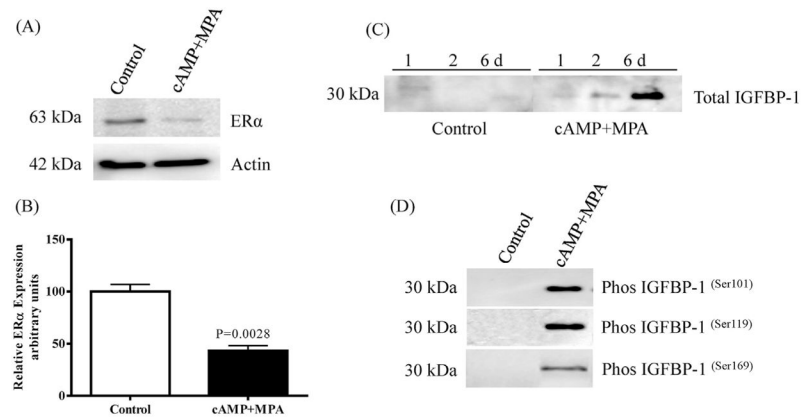 (A)
Control
cAMP+MPA
63 kDa
ERα
42 kDa
Actin
(B)
Relative ERα Expression
arbitrary units
150
100
50
0
P=0.0028
Control
cAMP+MPA
(C)
1 2 6 d 1 2 6 d
30 kDa
Total IGFBP-1
Control cAMP+MPA
(D)
Control
cAMP+MPA
30 kDa
Phos IGFBP-1 (Ser101)
30 kDa
Phos IGFBP-1 (Ser119)
30 kDa
Phos IGFBP-1 (Ser169)